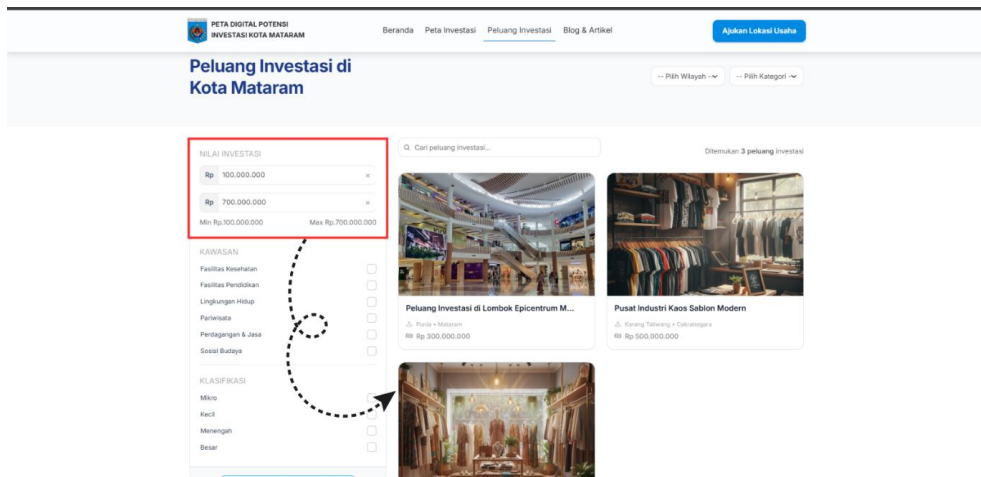 PETA DIGITAL POTENSI
INVESTASI KOTA MATARAM
Beranda
Peta Investasi
Peluang Investasi
Blog & Artikel
Ajukan Lokasi Usaha
Peluang Investasi di
Kota Mataram
-- Pilih Wilayah --
-- Pilih Kategori --
NILAI INVESTASI
Rp 100.000.000
Rp 700.000.000
Min Rp.100.000.000
Max Rp.700.000.000
KAWASAN
Fasilitas Kesehatan
Fasilitas Pendidikan
Lingkungan Hidup
Pariwisata
Perdagangan & Jasa
Sosial Budaya
KLASIFIKASI
Mikro
Kecil
Menengah
Besar
Cari peluang investasi...
Ditemukan 3 peluang investasi
Peluang Investasi di Lombok Epicentrum M...
Punia • Mataram
Rp 300.000.000
Pusat Industri Kaos Sablon Modern
Karang Taliwang • Cakranegara
Rp 500.000.000